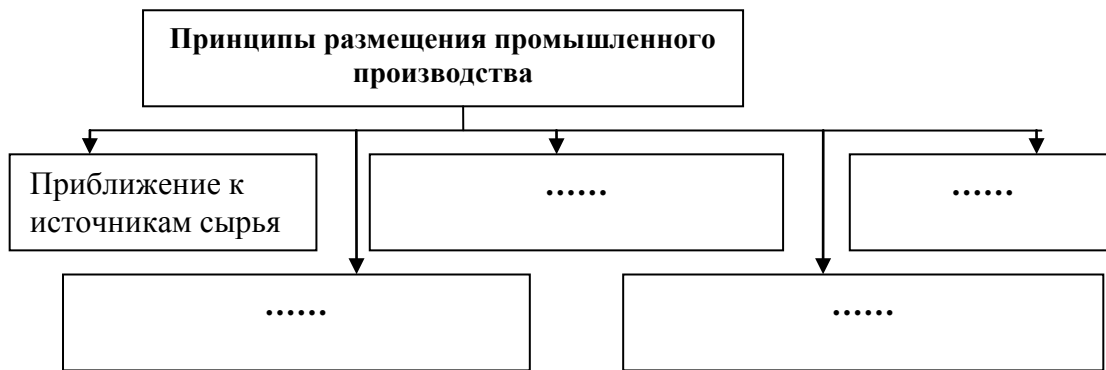 Принципы размещения промышленного
производства
Приближение к
источникам сырья
......
......
......
......